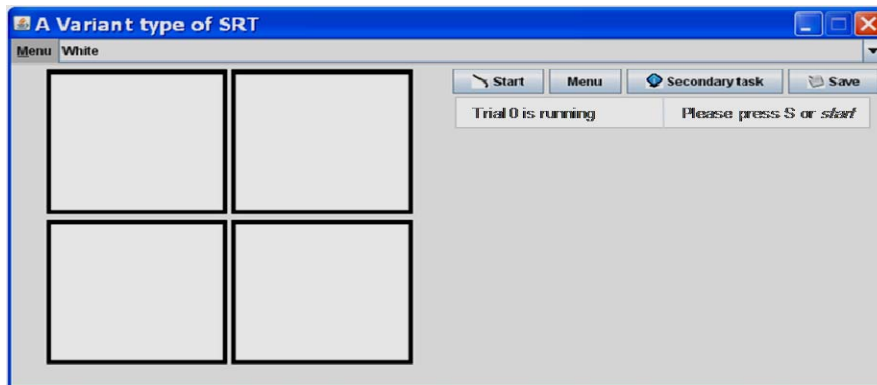 A Variant type of SRT
Menu White
Start Menu Secondary task Save
Trial 0 is running Please press S or start